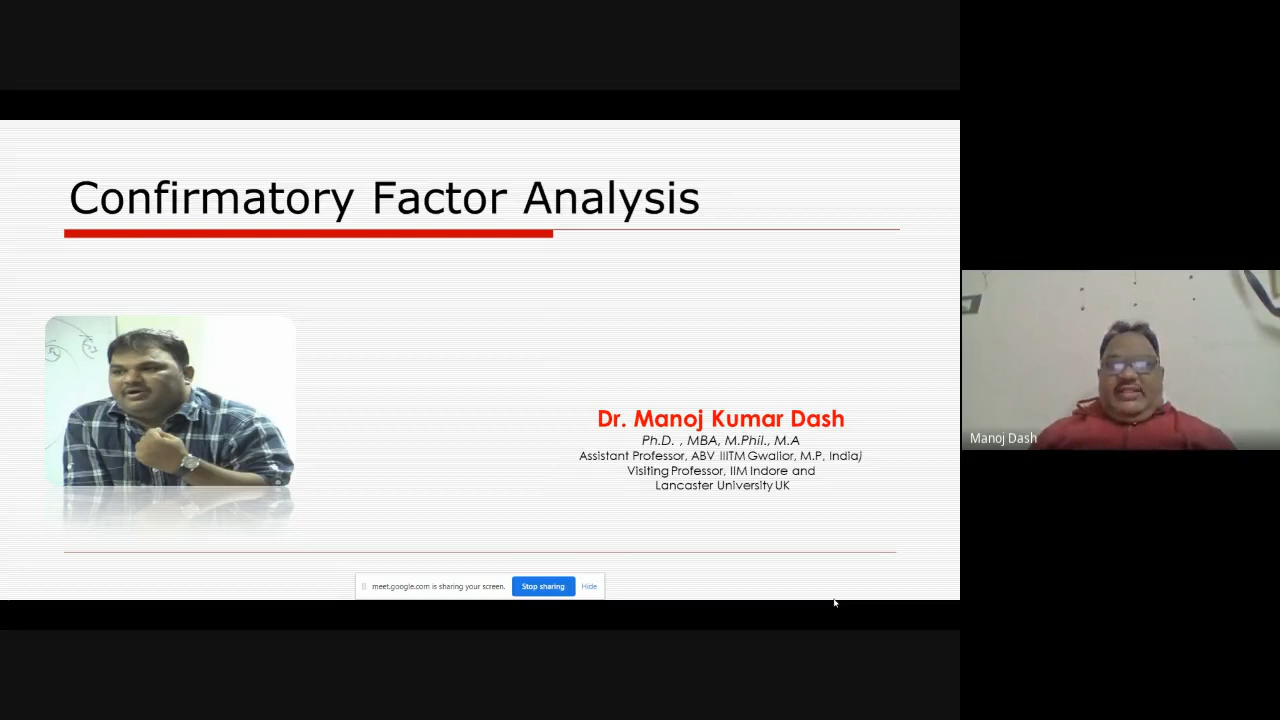 Confirmatory Factor Analysis
Dr. Manoj Kumar Dash
Ph.D. , MBA, M.Phil., M.A
Assistant Professor, ABV IIITM Gwalior, M.P, India)
Visiting Professor, IIM Indore and
Lancaster University UK
meet.google.com is sharing your screen. Stop sharing Hide
Manoj Dash